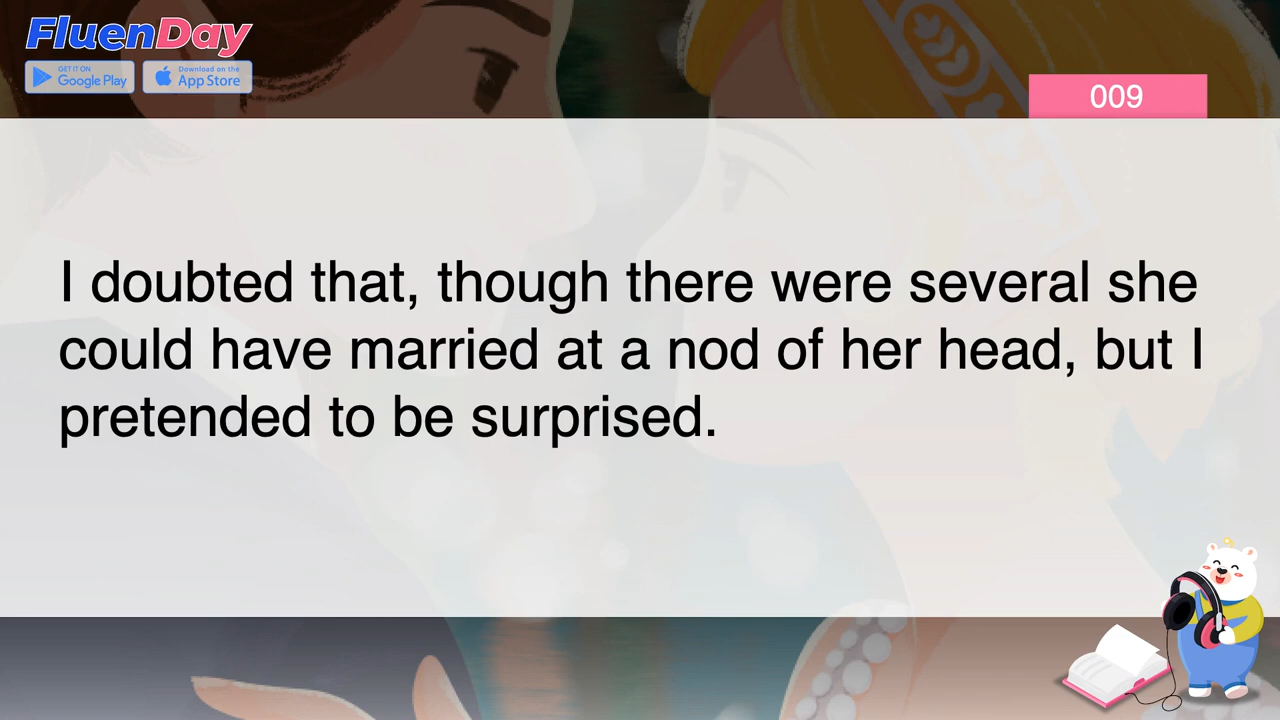 FluenDay
GET IT ON
Google Play
Download on the
App Store
009
I doubted that, though there were several she
could have married at a nod of her head, but I
pretended to be surprised.